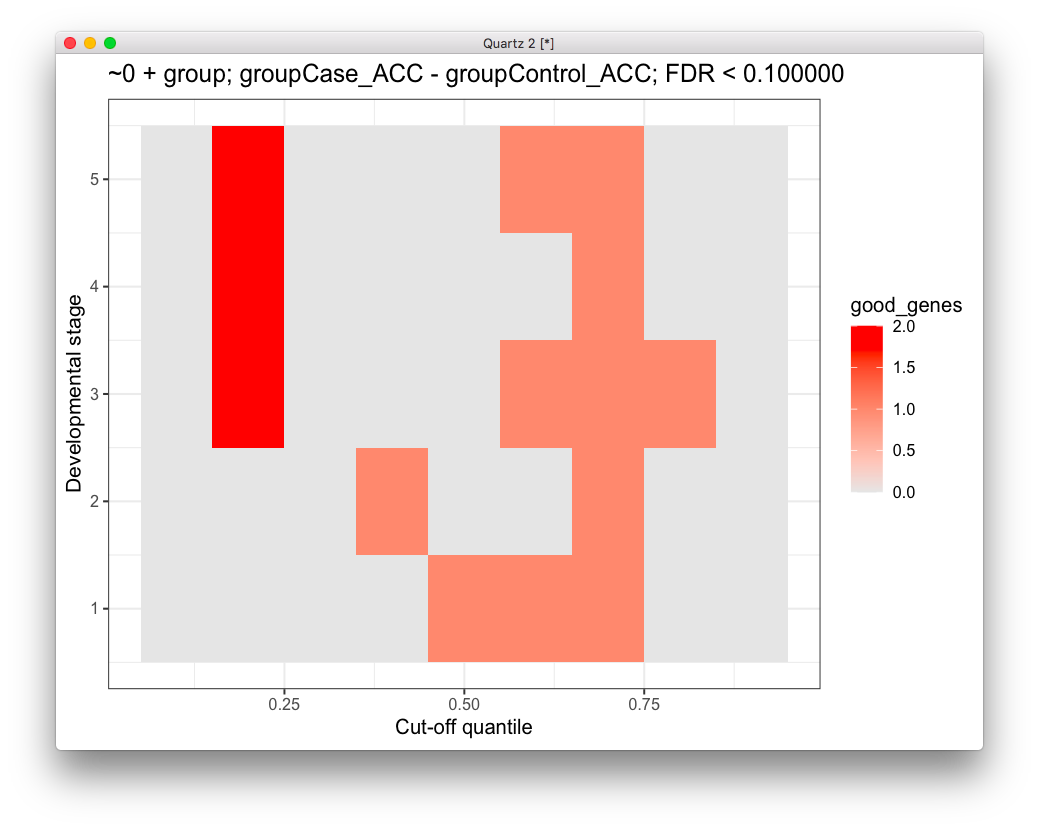 Quartz 2 [*]
~0 + group; groupCase_ACC - groupControl_ACC; FDR < 0.100000
Developmental stage
5
4
3
2
1
0.25 0.50 0.75
Cut-off quantile
good_genes
2.0
1.5
1.0
0.5
0.0